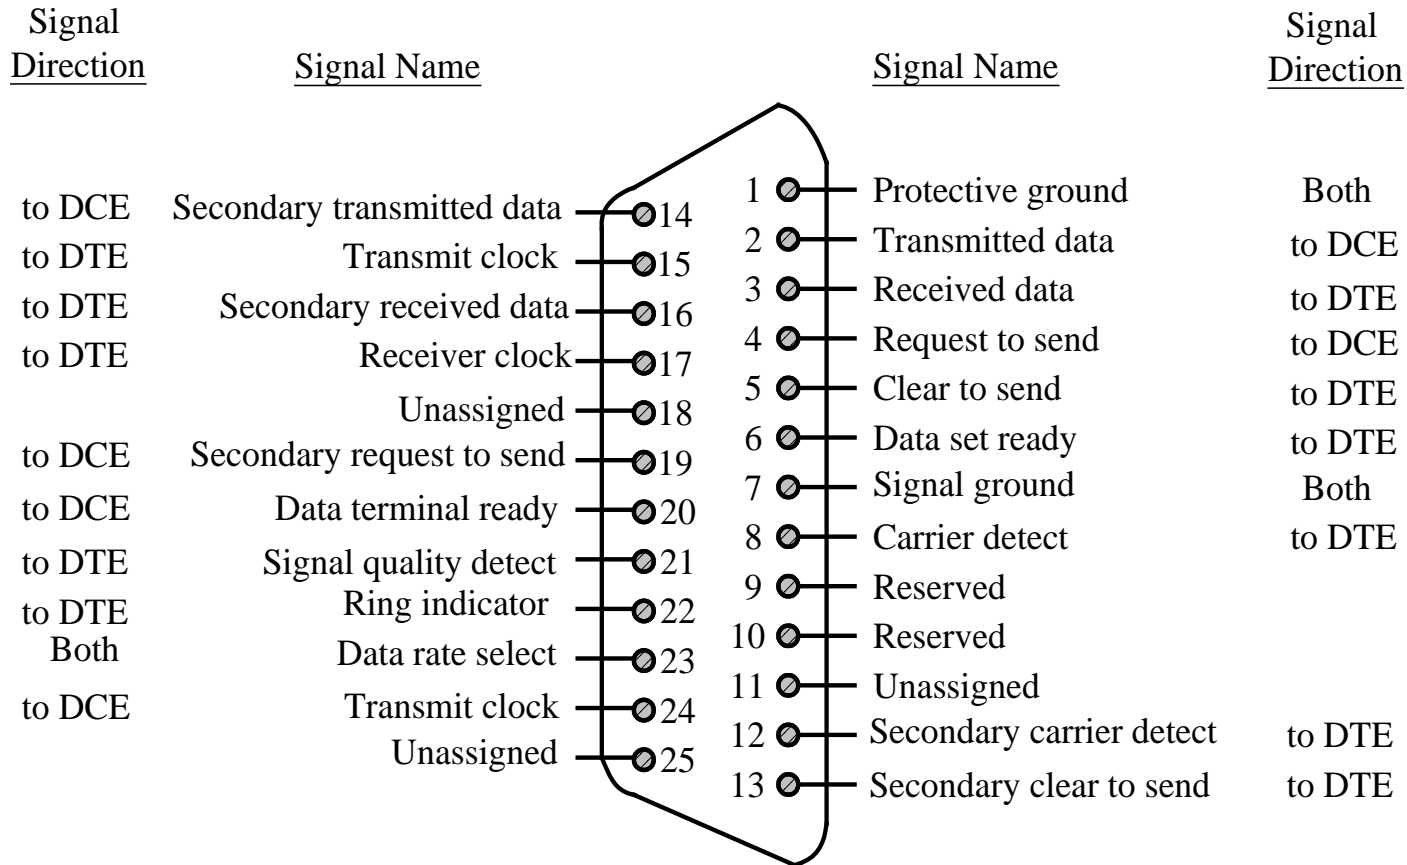 Signal
Direction
Signal Name
Signal Name
Signal
Direction
to DCE Secondary transmitted data 14
to DTE Transmit clock 15
to DTE Secondary received data 16
to DTE Receiver clock 17
Unassigned 18
to DCE Secondary request to send 19
to DCE Data terminal ready 20
to DTE Signal quality detect 21
to DTE Ring indicator 22
Both Data rate select 23
to DCE Transmit clock 24
Unassigned 25
1 Protective ground Both
2 Transmitted data to DCE
3 Received data to DTE
4 Request to send to DCE
5 Clear to send to DTE
6 Data set ready to DTE
7 Signal ground Both
8 Carrier detect to DTE
9 Reserved
10 Reserved
11 Unassigned
12 Secondary carrier detect to DTE
13 Secondary clear to send to DTE